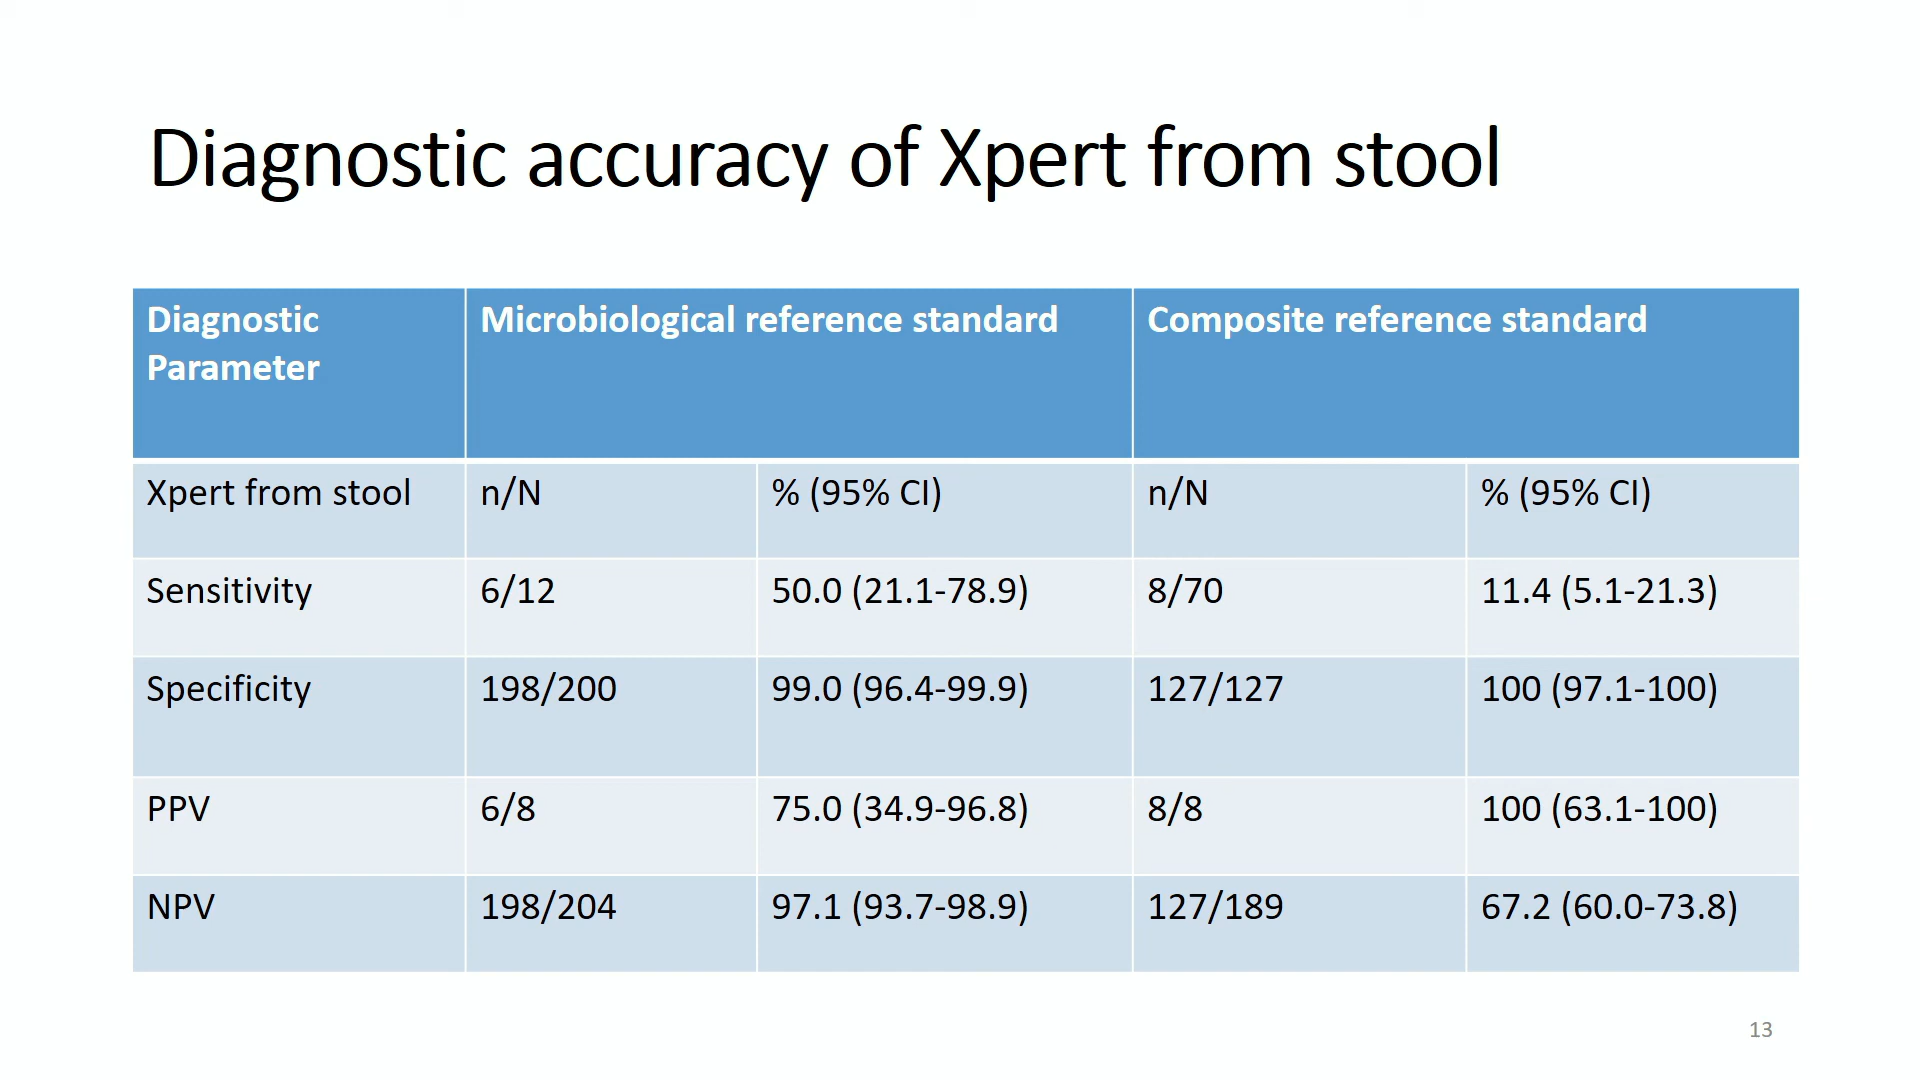 Diagnostic accuracy of Xpert from stool
Diagnostic Parameter Microbiological reference standard Composite reference standard
Xpert from stool n/N % (95% CI) n/N % (95% CI)
Sensitivity 6/12 50.0 (21.1-78.9) 8/70 11.4 (5.1-21.3)
Specificity 198/200 99.0 (96.4-99.9) 127/127 100 (97.1-100)
PPV 6/8 75.0 (34.9-96.8) 8/8 100 (63.1-100)
NPV 198/204 97.1 (93.7-98.9) 127/189 67.2 (60.0-73.8)
13